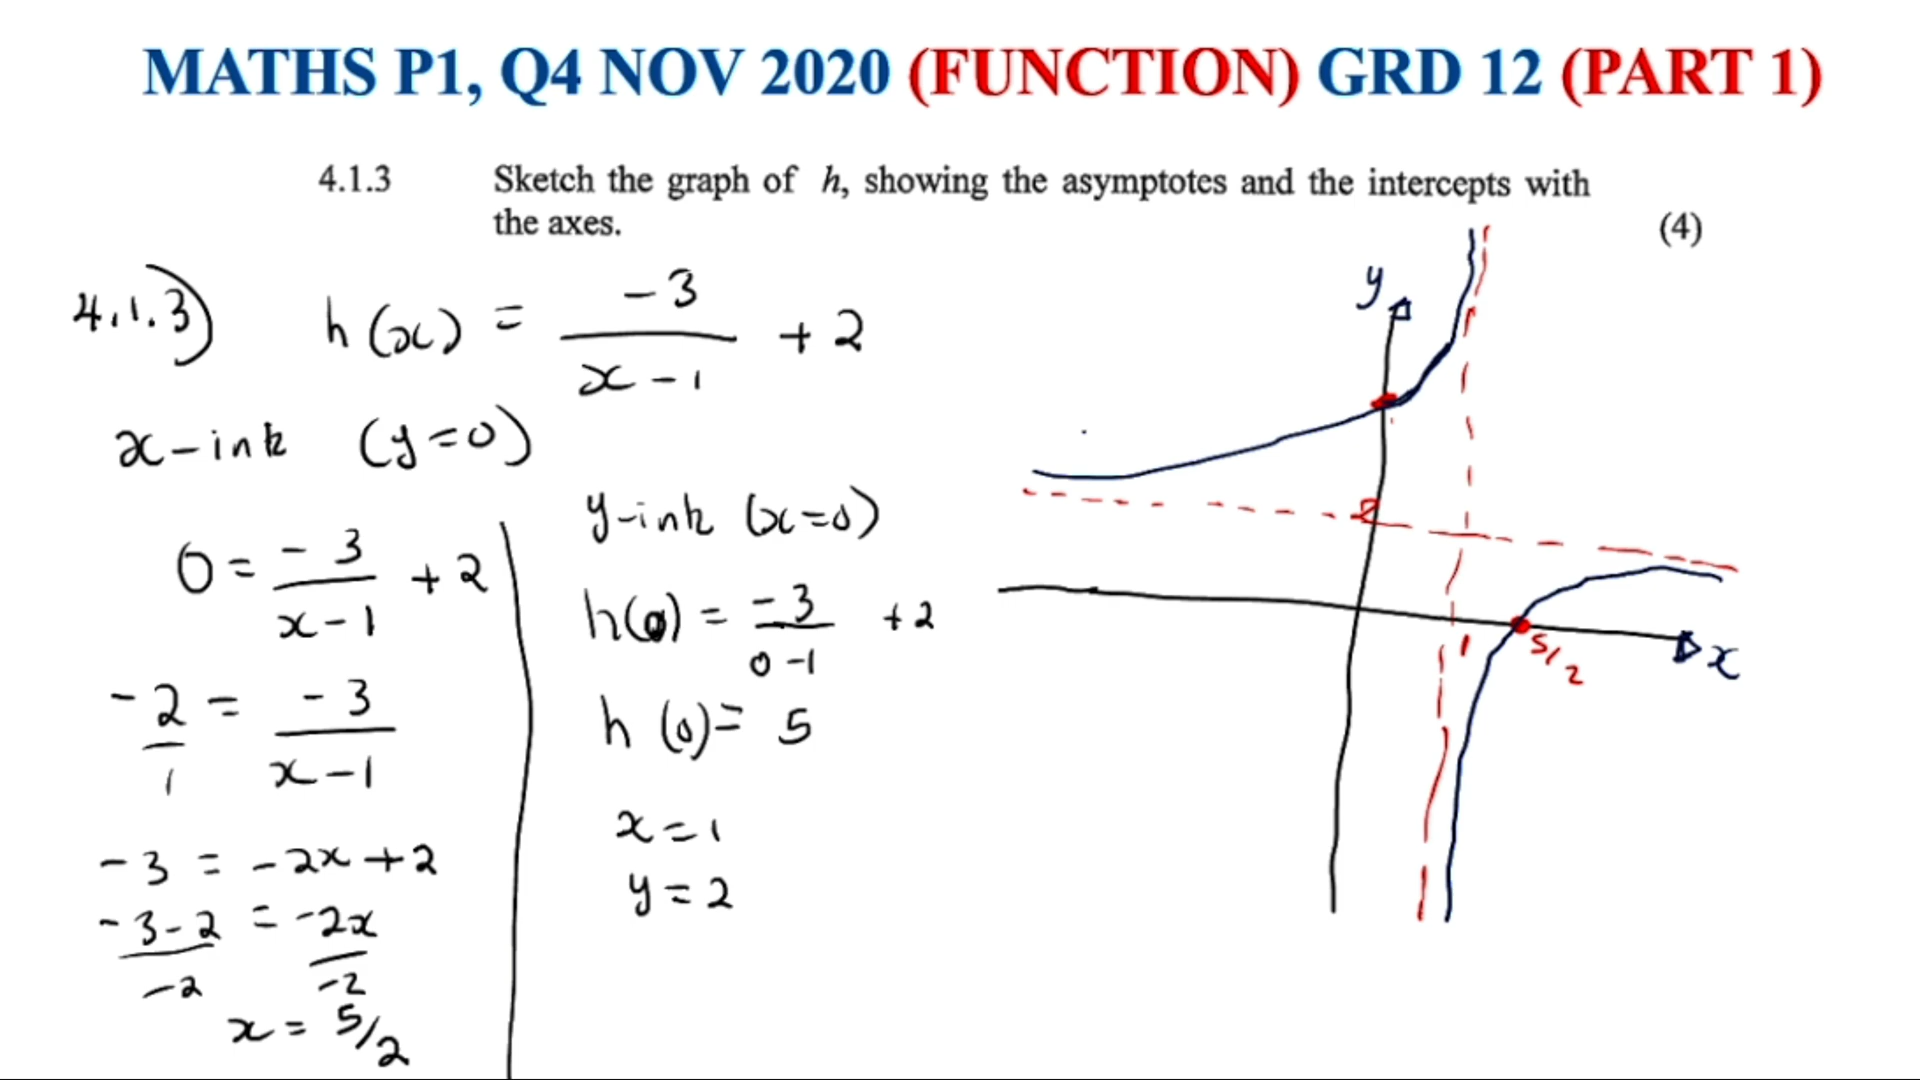 MATHS P1, Q4 NOV 2020 (FUNCTION) GRD 12 (PART 1)
4.1.3 Sketch the graph of h, showing the asymptotes and the intercepts with
the axes.
(4)
4.1.3) h(x) = -3/(x-1) + 2
x-int (y=0)
0 = -3/(x-1) + 2
-2/1 = -3/(x-1)
-3 = -2x+2
(-3-2)/-2 = -2x/-2
x = 5/2
y-int (x=0)
h(0) = -3/(0-1) + 2
h(0) = 5
x = 1
y = 2
y
2
1
5/2
x